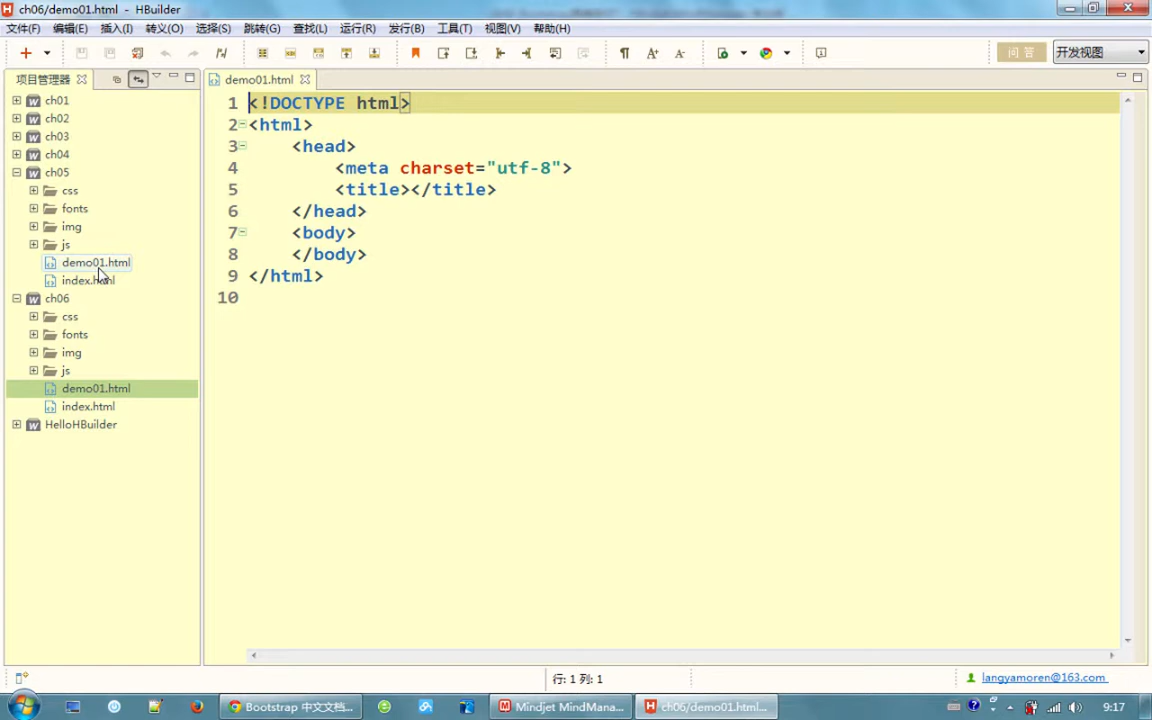 ch06/demo01.html - HBuilder
文件(F) 编辑(E) 插入(I) 转义(O) 选择(S) 跳转(G) 查找(L) 运行(R) 发行(B) 工具(T) 视图(V) 帮助(H)
问 答 开发视图
项目管理器
demo01.html
ch01
ch02
ch03
ch04
ch05
css
fonts
img
js
demo01.html
index.html
ch06
css
fonts
img
js
demo01.html
index.html
HelloHBuilder
1 <!DOCTYPE html>
2 <html>
3 <head>
4 <meta charset="utf-8">
5 <title></title>
6 </head>
7 <body>
8 </body>
9 </html>
10
行: 1 列: 1
langyamoren@163.com
Bootstrap 中文文档... Mindjet MindMana... ch06/demo01.html... 9:17